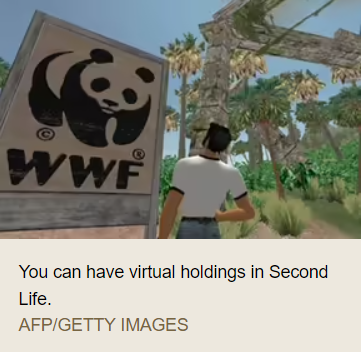 ©
WWF®
You can have virtual holdings in Second
Life.
AFP/GETTY IMAGES